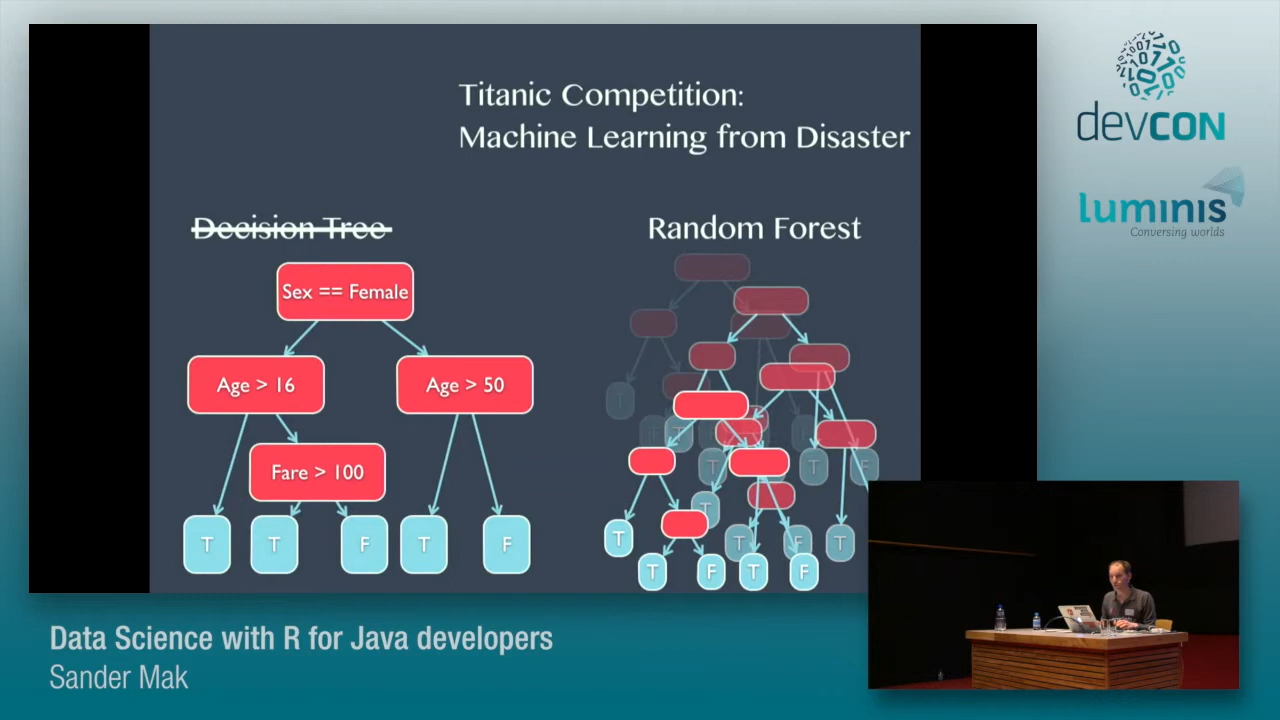 Titanic Competition:
Machine Learning from Disaster
Decision Tree
Random Forest
Sex == Female
Age > 16
Age > 50
Fare > 100
T
T
F
T
F
T
T
T
T
F
T
T
F
T
T
F
T
F
devcon
luminis
Conversing worlds
Data Science with R for Java developers
Sander Mak